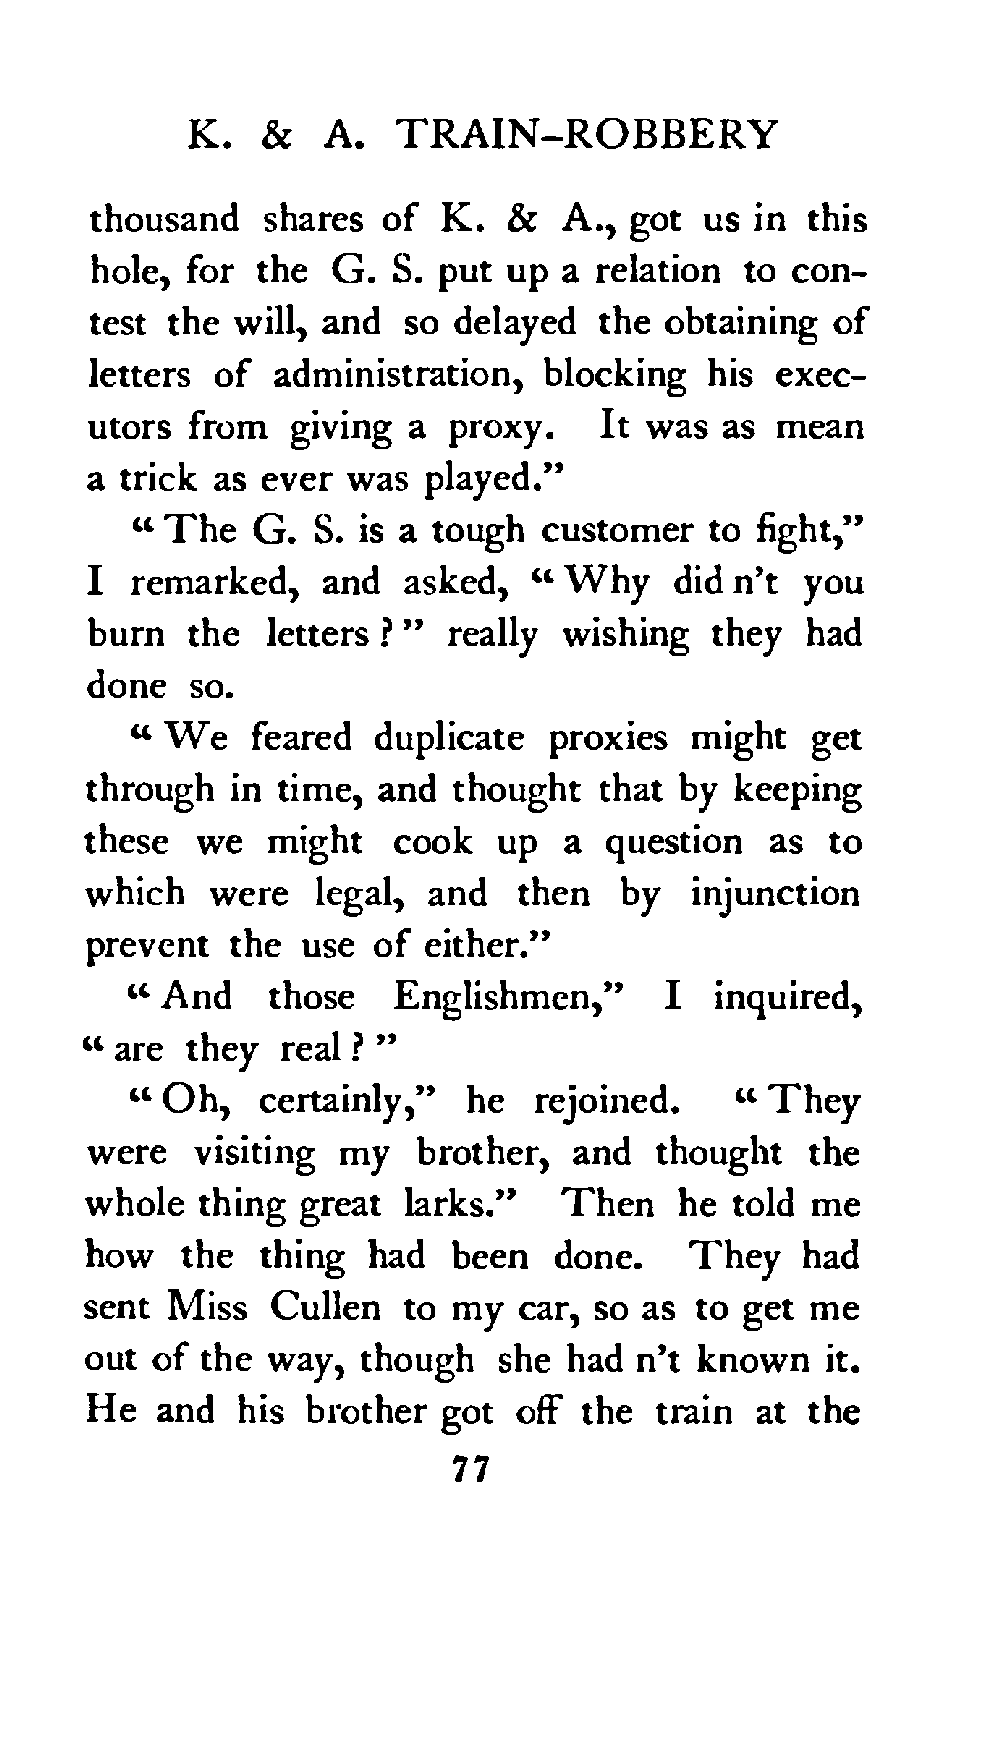 K. & A. TRAIN-ROBBERY
thousand shares of K. & A., got us in this
hole, for the G. S. put up a relation to con-
test the will, and so delayed the obtaining of
letters of administration, blocking his exec-
utors from giving a proxy. It was as mean
a trick as ever was played."
“ The G. S. is a tough customer to fight,”
I remarked, and asked, “ Why did n’t you
burn the letters ? ” really wishing they had
done so.
“ We feared duplicate proxies might get
through in time, and thought that by keeping
these we might cook up a question as to
which were legal, and then by injunction
prevent the use of either.”
“ And those Englishmen,” I inquired,
“ are they real ? ”
“ Oh, certainly,” he rejoined. “ They
were visiting my brother, and thought the
whole thing great larks.” Then he told me
how the thing had been done. They had
sent Miss Cullen to my car, so as to get me
out of the way, though she had n’t known it.
He and his brother got off the train at the
77